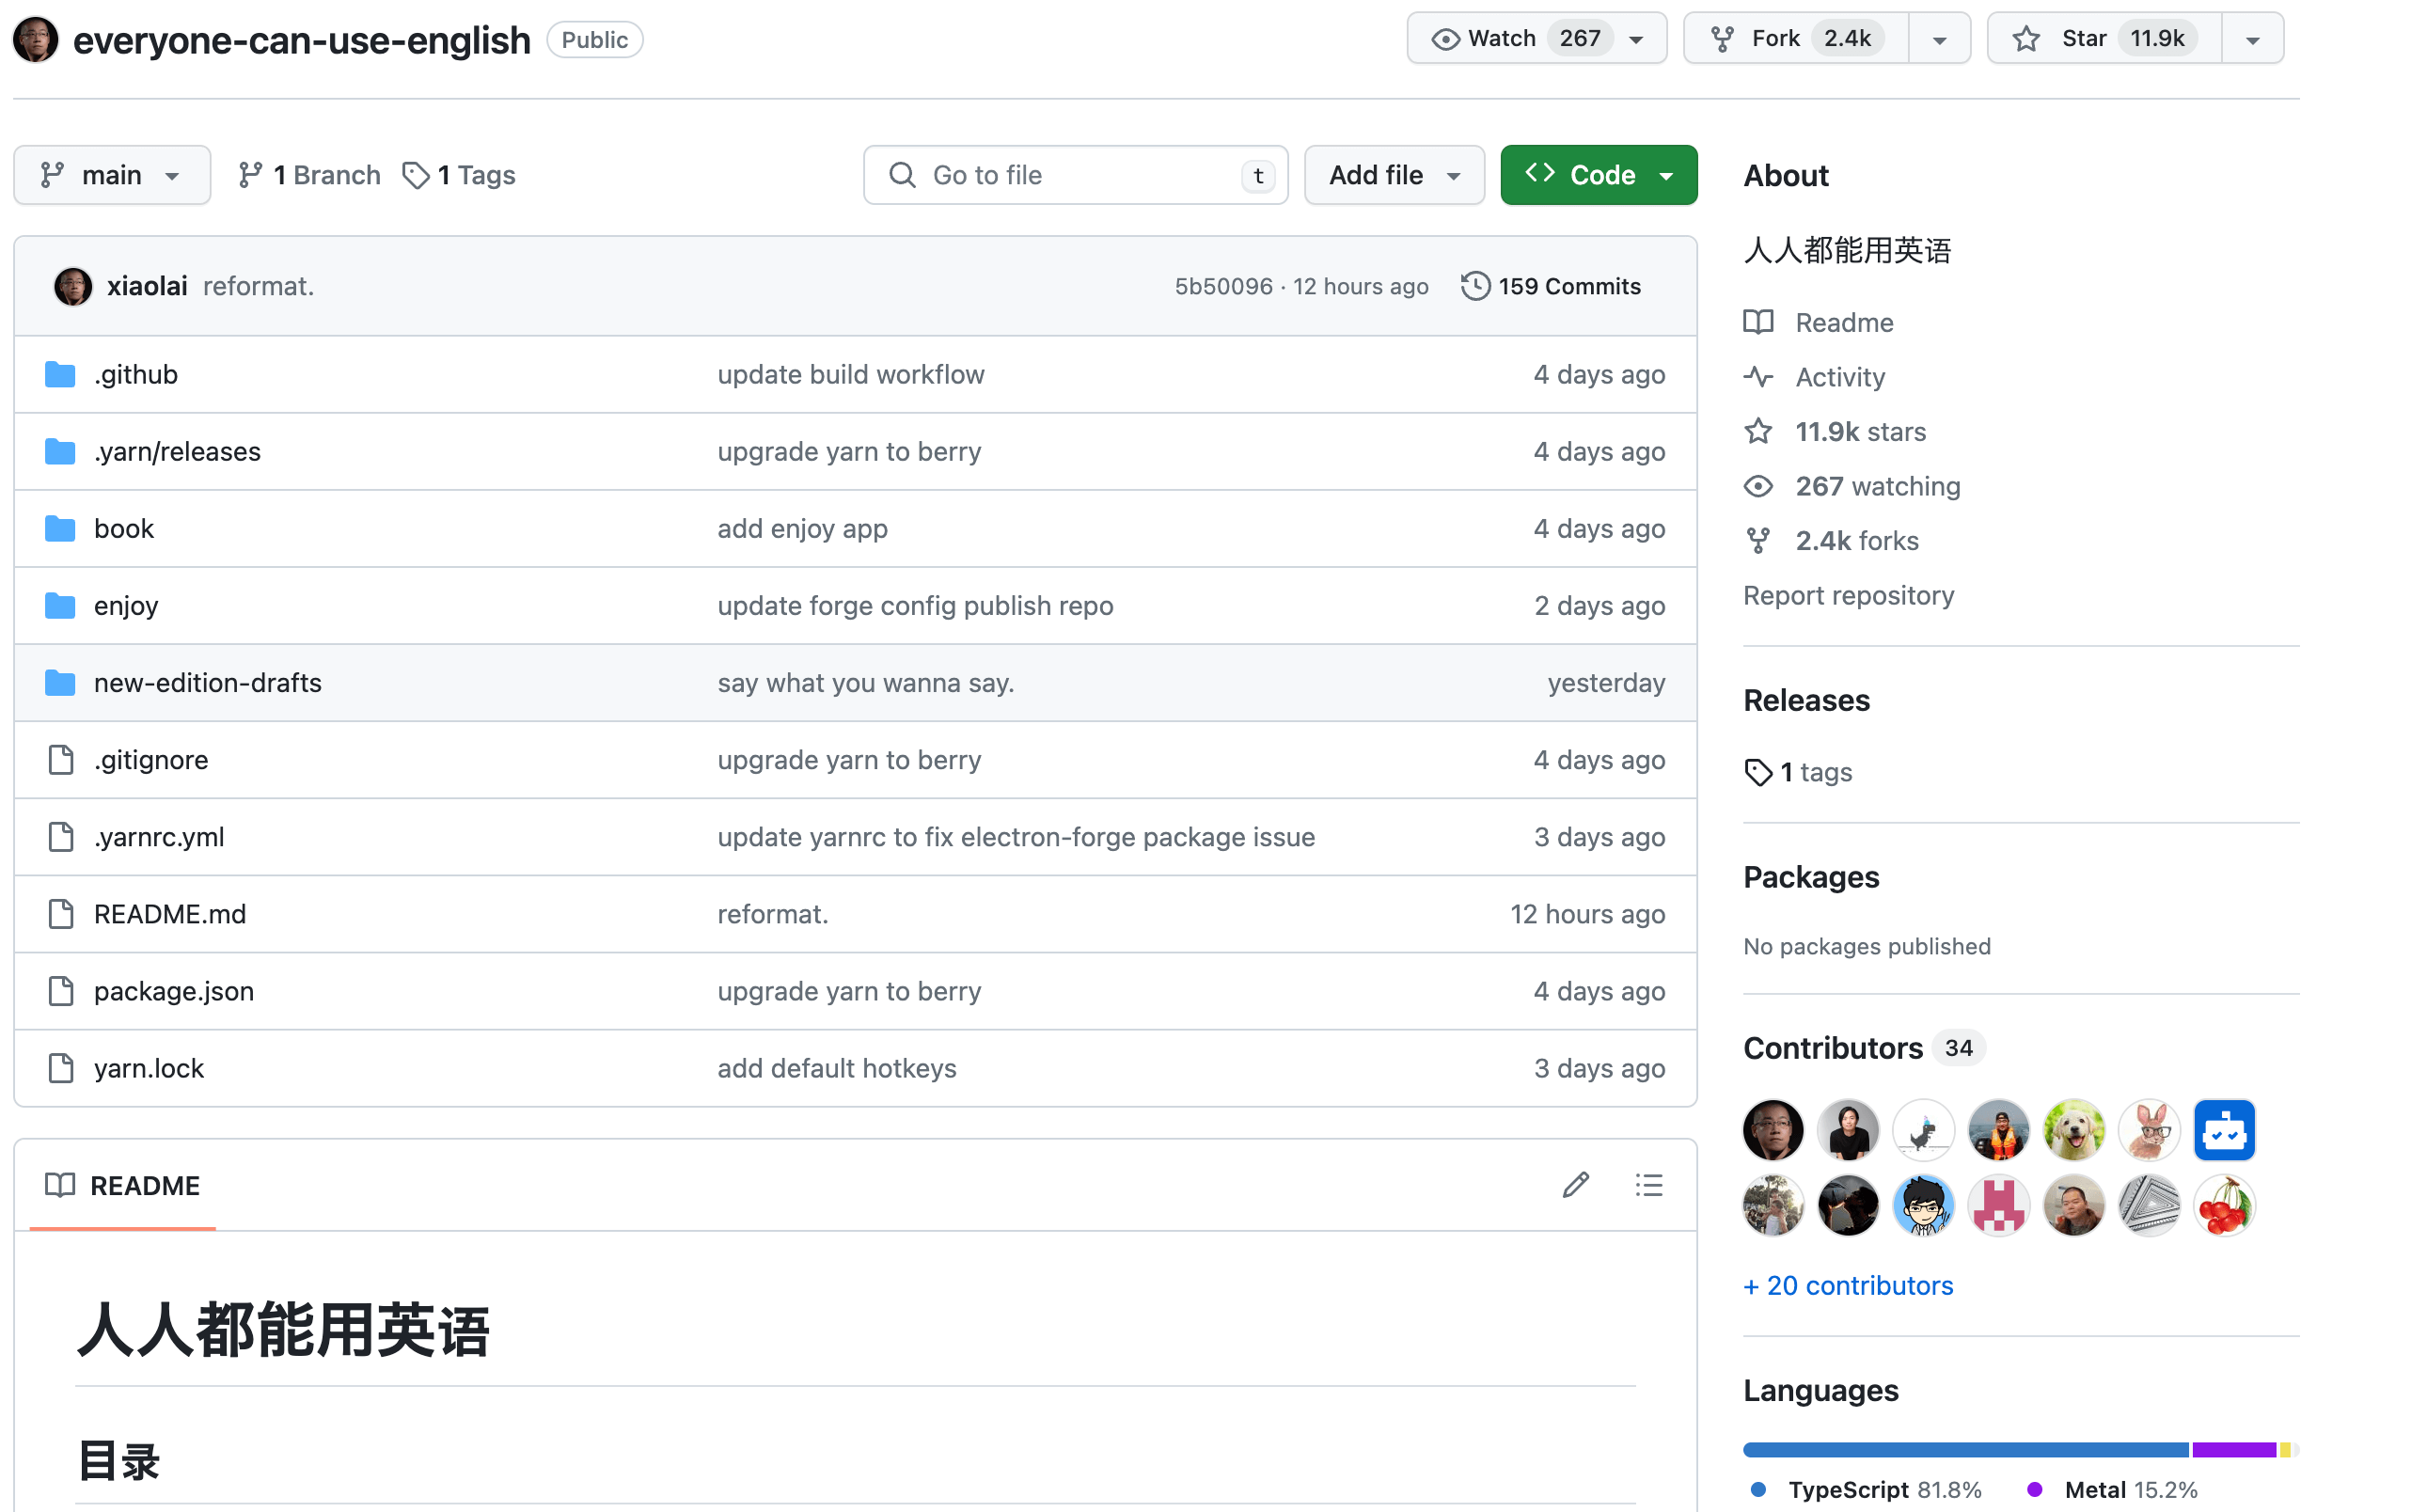 everyone-can-use-english Public Watch 267 Fork 2.4k Star 11.9k
main 1 Branch 1 Tags Go to file t Add file Code
xiaolai reformat. 5b50096 · 12 hours ago 159 Commits
.github update build workflow 4 days ago
.yarn/releases upgrade yarn to berry 4 days ago
book add enjoy app 4 days ago
enjoy update forge config publish repo 2 days ago
new-edition-drafts say what you wanna say. yesterday
.gitignore upgrade yarn to berry 4 days ago
.yarnrc.yml update yarnrc to fix electron-forge package issue 3 days ago
README.md reformat. 12 hours ago
package.json upgrade yarn to berry 4 days ago
yarn.lock add default hotkeys 3 days ago
README
人人都能用英语
目录
About
人人都能用英语
Readme
Activity
11.9k stars
267 watching
2.4k forks
Report repository
Releases
1 tags
Packages
No packages published
Contributors 34
+ 20 contributors
Languages
TypeScript 81.8% Metal 15.2%